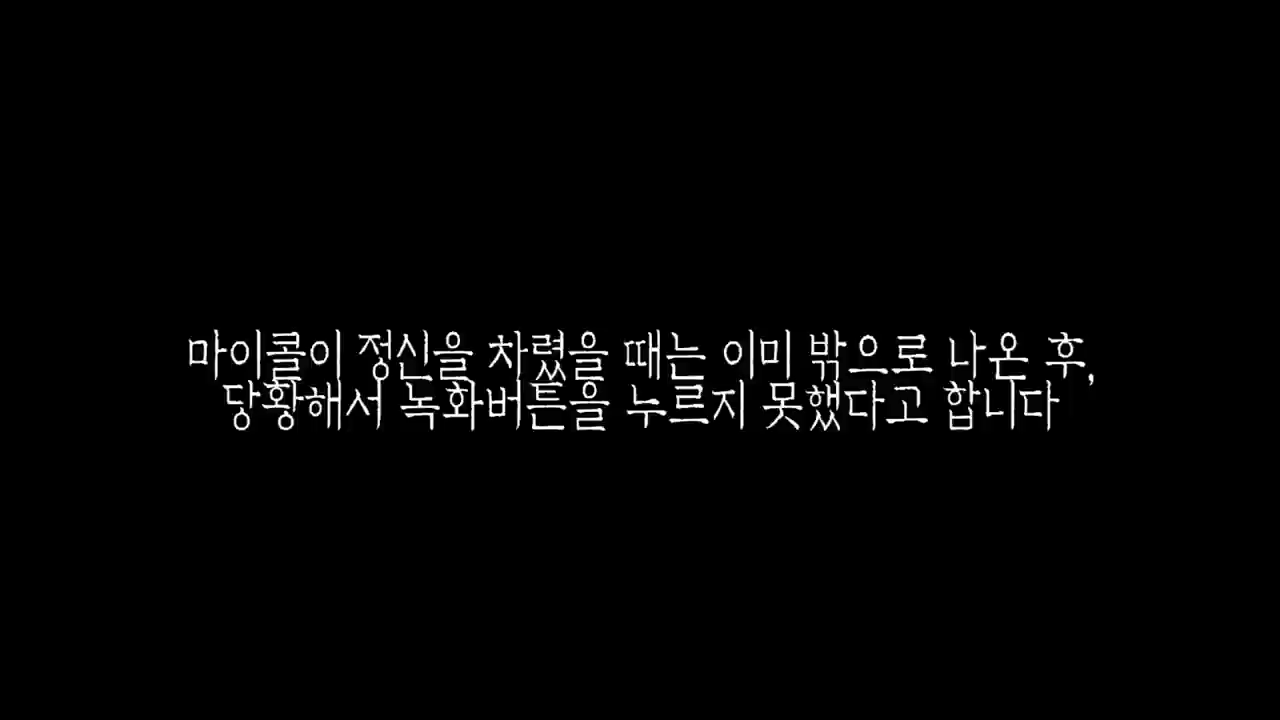 마이콜이 정신을 차렸을 때는 이미 밖으로 나온 후,
당황해서 녹화버튼을 누르지 못했다고 합니다